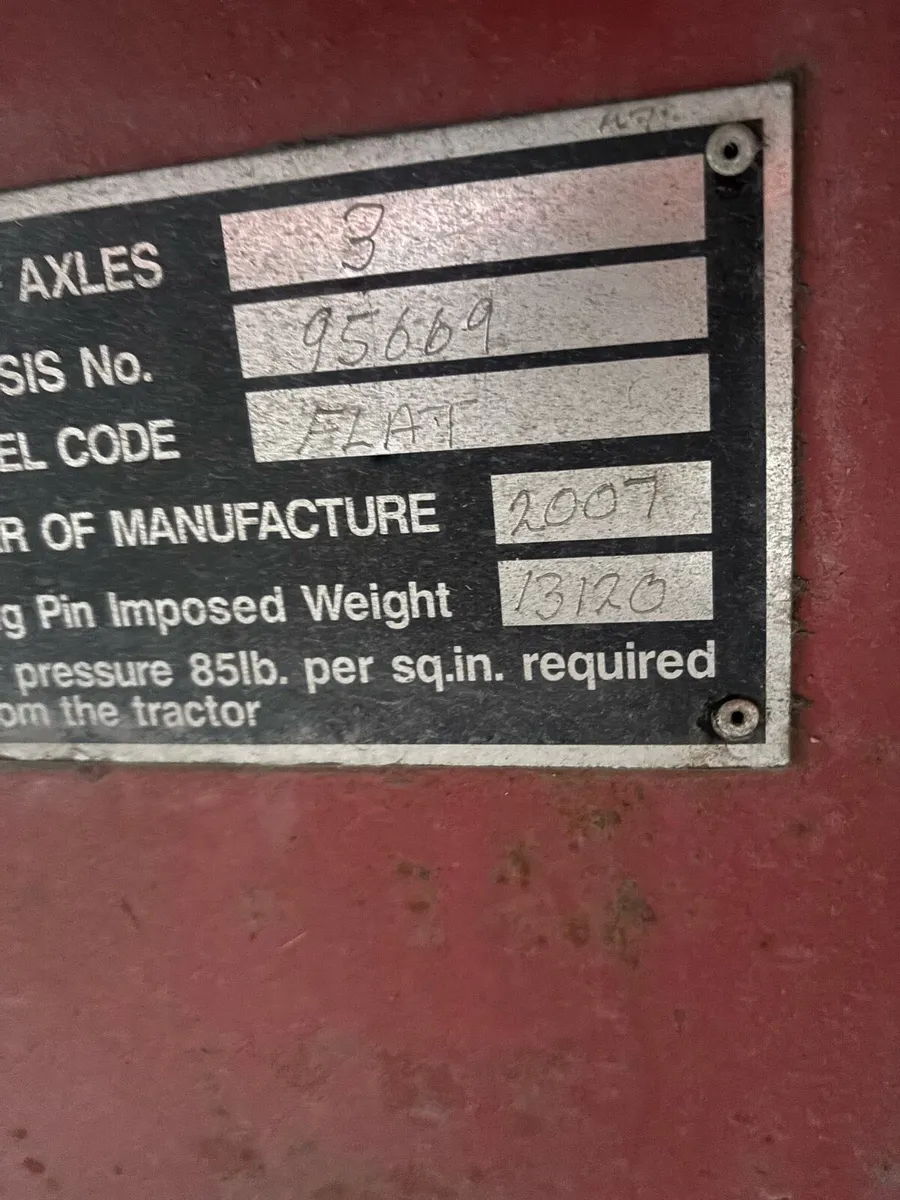 AXLES 3
SIS No. 95669
EL CODE FLAT
R OF MANUFACTURE 2007
g Pin Imposed Weight 13120
pressure 85lb. per sq.in. required
om the tractor